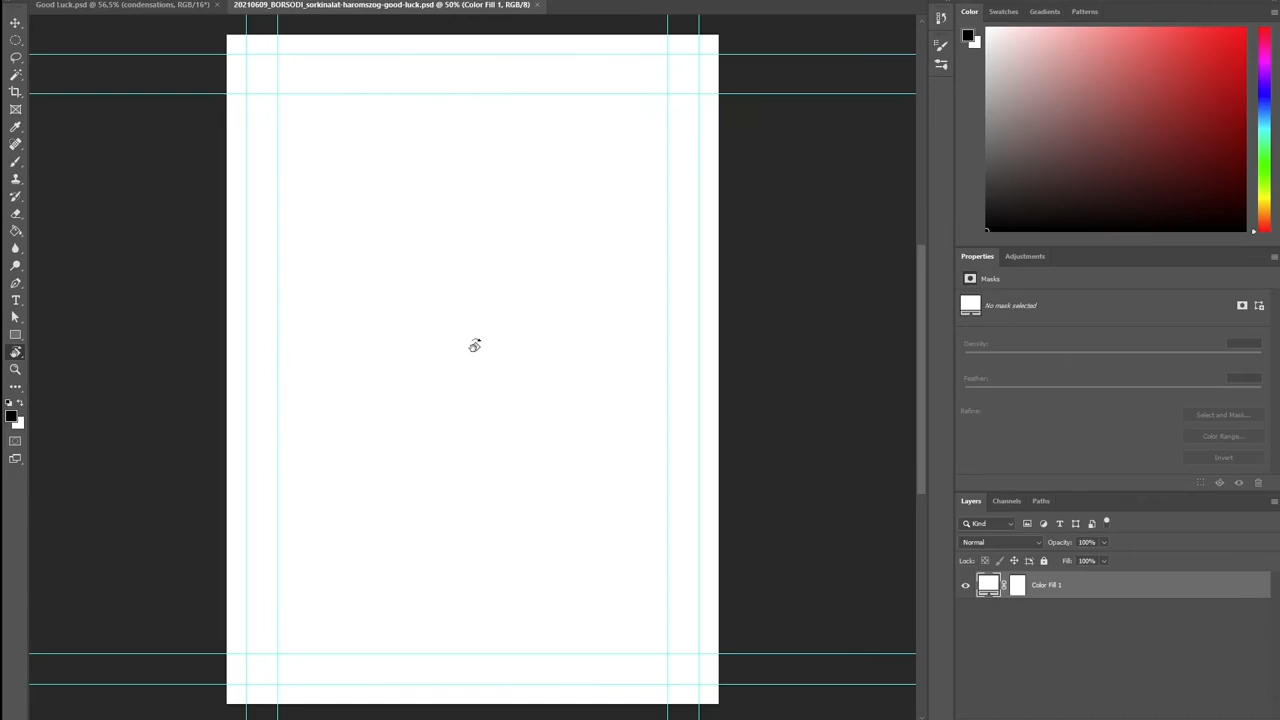 Good Luck.psd @ 56,5% (condensations, RGB/16*) ×
20210609_BORSODI_sorkinalat-haromszog-good-luck.psd @ 50% (Color Fill 1, RGB/8) ×
Color Swatches Gradients Patterns
Properties Adjustments
Masks
No mask selected
Density:
Feather:
Refine:
Select and Mask...
Color Range...
Invert
Layers Channels Paths
Kind
Normal Opacity: 100%
Lock: Fill: 100%
Color Fill 1